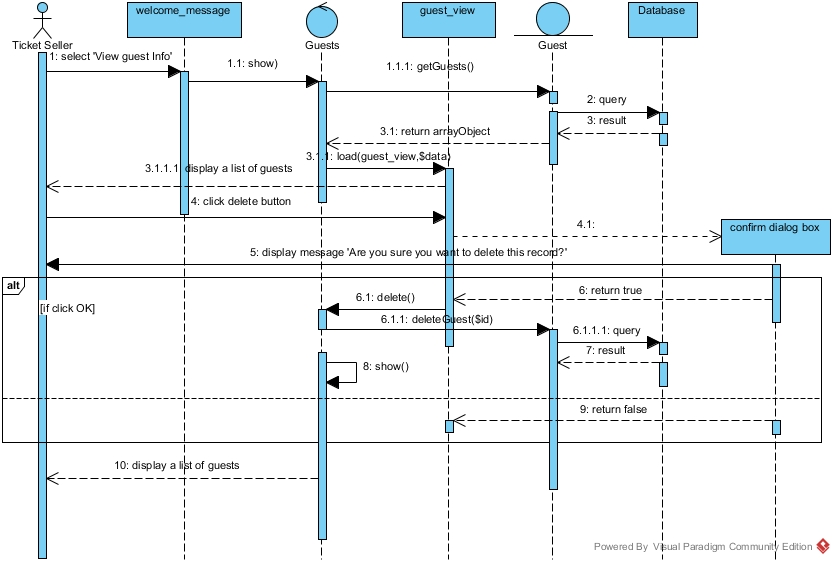 welcome_message
guest_view
Database
Ticket Seller
Guests
Guest
1: select 'View guest Info'
1.1: show)
1.1.1: getGuests()
2: query
3: result
3.1: return arrayObject
3.1.1: load(guest_view,$data)
3.1.1.1: display a list of guests
4: click delete button
4.1:
confirm dialog box
5: display message 'Are you sure you want to delete this record?'
alt
[if click OK]
6: return true
6.1: delete()
6.1.1: deleteGuest($id)
6.1.1.1: query
7: result
8: show()
9: return false
10: display a list of guests
Powered By Visual Paradigm Community Edition